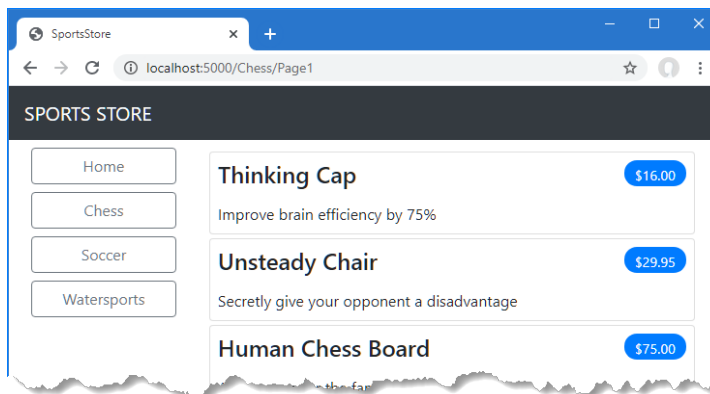 SportsStore
localhost:5000/Chess/Page1
SPORTS STORE
Home
Chess
Soccer
Watersports
Thinking Cap
$16.00
Improve brain efficiency by 75%
Unsteady Chair
$29.95
Secretly give your opponent a disadvantage
Human Chess Board
$75.00